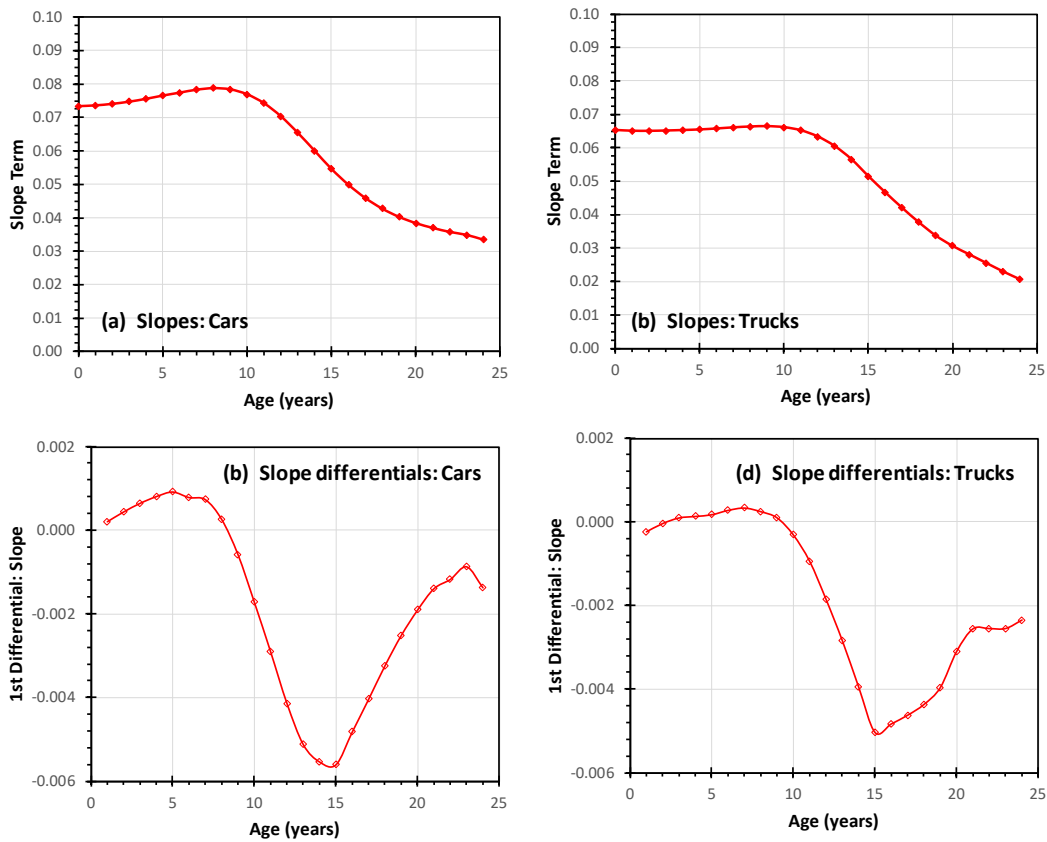 0.10
0.09
0.08
0.07
0.06
0.05
0.04
0.03
0.02
0.01
0.00
Slope Term
(a) Slopes: Cars
0 5 10 15 20 25
Age (years)
0.10
0.09
0.08
0.07
0.06
0.05
0.04
0.03
0.02
0.01
0.00
Slope Term
(b) Slopes: Trucks
0 5 10 15 20 25
Age (years)
0.002
0.000
-0.002
-0.004
-0.006
1st Differential: Slope
(b) Slope differentials: Cars
0 5 10 15 20 25
Age (years)
0.002
0.000
-0.002
-0.004
-0.006
1st Differential: Slope
(d) Slope differentials: Trucks
0 5 10 15 20 25
Age (years)